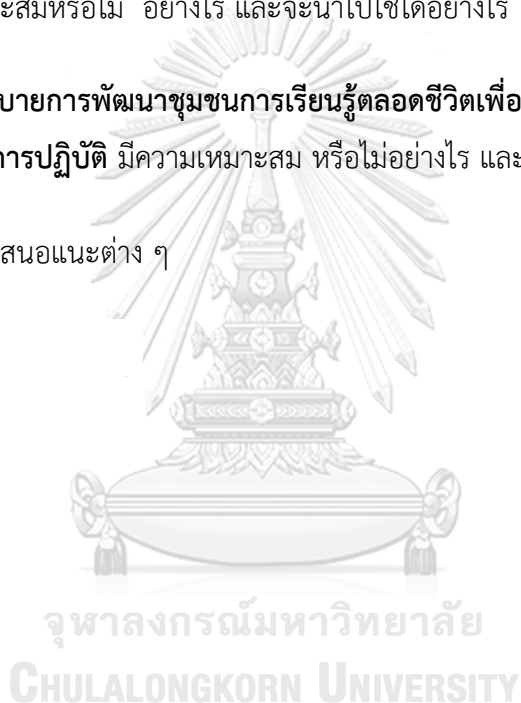 ะสมหรือไม่ อย่างไร และจะนำไปใช้ได้อย่างไร
บายการพัฒนาชุมชนการเรียนรู้ตลอดชีวิตเพื่อ
การปฏิบัติ มีความเหมาะสม หรือไม่อย่างไร และ
สนอแนะต่าง ๆ
จุฬาลงกรณ์มหาวิทยาลัย
CHULALONGKORN UNIVERSITY